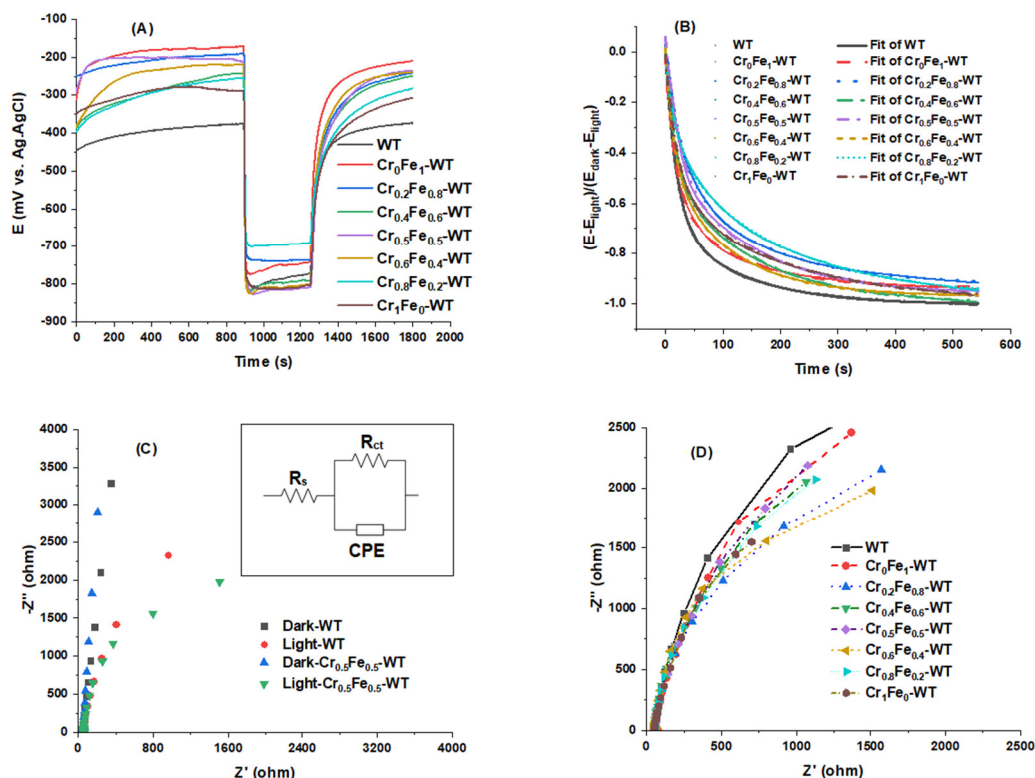 (A)
E (mV vs. Ag.AgCl)
-100
-200
-300
-400
-500
-600
-700
-800
-900
0 400 800 1200 1600 2000
Time (s)
WT
Cr0Fe1-WT
Cr0.2Fe0.8-WT
Cr0.4Fe0.6-WT
Cr0.5Fe0.5-WT
Cr0.6Fe0.4-WT
Cr0.8Fe0.2-WT
Cr1Fe0-WT
(B)
(E-Elight)/(Edark-Elight)
0.0
-0.2
-0.4
-0.6
-0.8
-1.0
0 100 200 300 400 500 600
Time (s)
WT Fit of WT
Cr0Fe1-WT Fit of Cr0Fe1-WT
Cr0.2Fe0.8-WT Fit of Cr0.2Fe0.8-WT
Cr0.4Fe0.6-WT Fit of Cr0.4Fe0.6-WT
Cr0.5Fe0.5-WT Fit of Cr0.5Fe0.5-WT
Cr0.6Fe0.4-WT Fit of Cr0.6Fe0.4-WT
Cr0.8Fe0.2-WT Fit of Cr0.8Fe0.2-WT
Cr1Fe0-WT Fit of Cr1Fe0-WT
(C)
-Z'' (ohm)
-4000
3500
3000
2500
2000
1500
1000
500
0
0 800 1600 2400 3200 4000
Z' (ohm)
Rct
Rs
CPE
Dark-WT
Light-WT
Dark-Cr0.5Fe0.5-WT
Light-Cr0.5Fe0.5-WT
(D)
-Z'' (ohm)
2500
2000
1500
1000
500
0
0 500 1000 1500 2000 2500
Z' (ohm)
WT
Cr0Fe1-WT
Cr0.2Fe0.8-WT
Cr0.4Fe0.6-WT
Cr0.5Fe0.5-WT
Cr0.6Fe0.4-WT
Cr0.8Fe0.2-WT
Cr1Fe0-WT